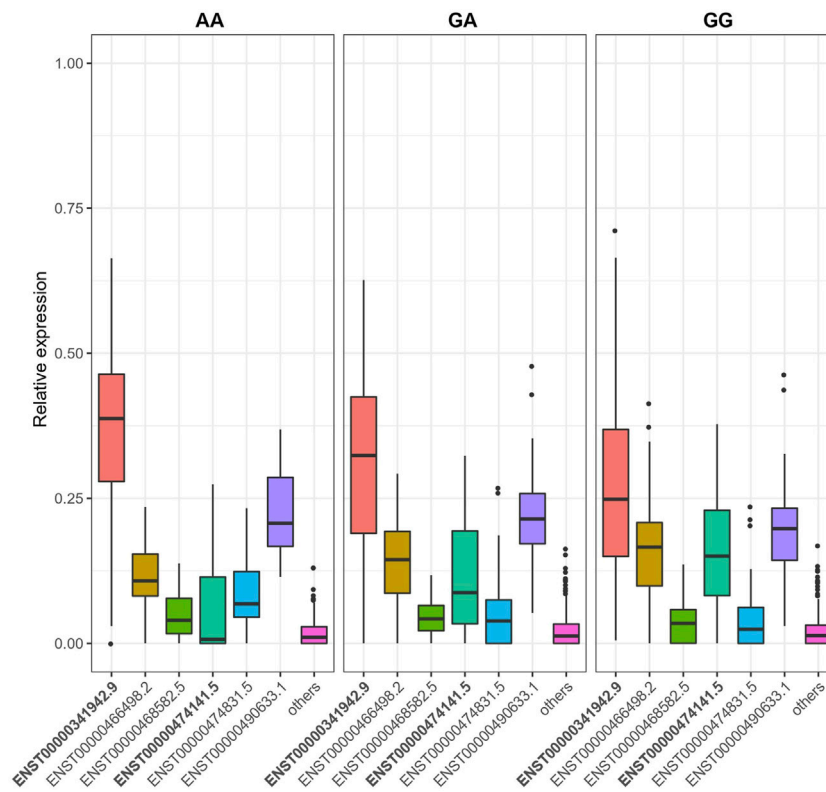 AA GA GG
1.00
0.75
0.50
0.25
0.00
Relative expression
ENST00000341942.9
ENST00000466498.2
ENST00000468582.5
ENST00000474141.5
ENST00000474831.5
ENST00000490633.1
others
ENST00000341942.9
ENST00000466498.2
ENST00000468582.5
ENST00000474141.5
ENST00000474831.5
ENST00000490633.1
others
ENST00000341942.9
ENST00000466498.2
ENST00000468582.5
ENST00000474141.5
ENST00000474831.5
ENST00000490633.1
others